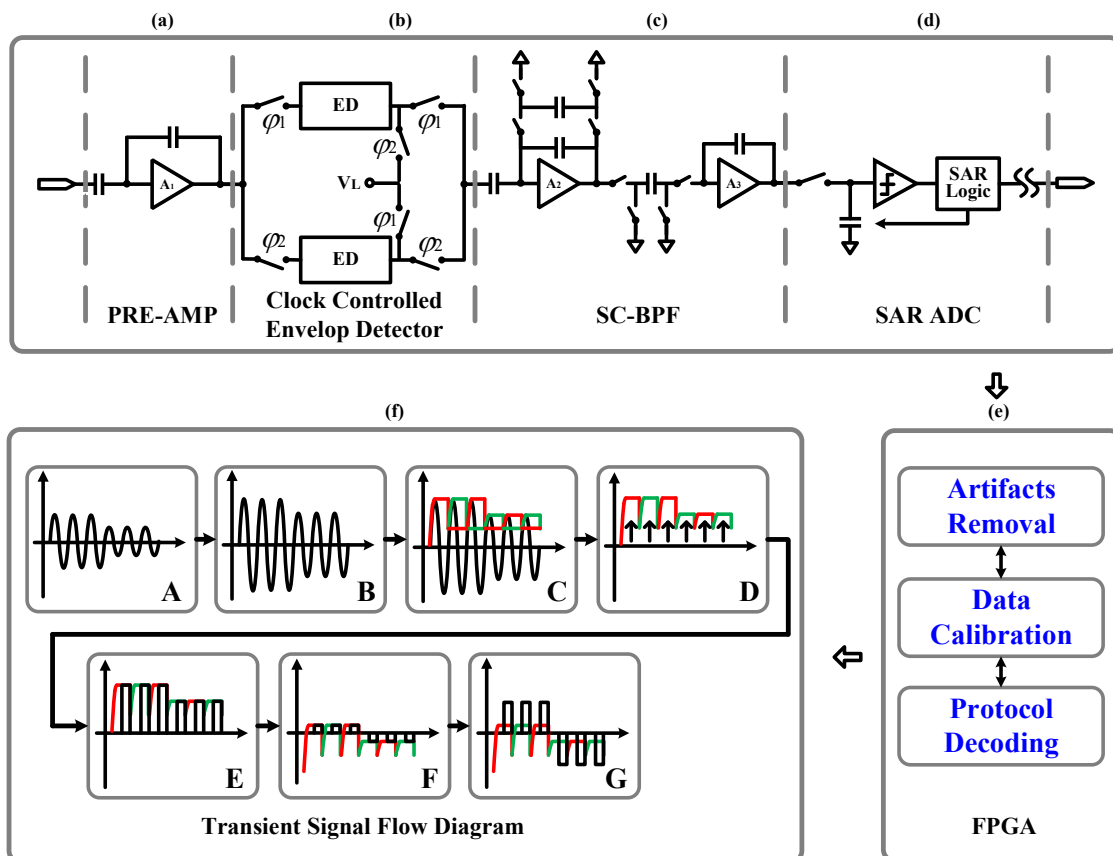 (a)
(b)
(c)
(d)
ED
φ1
φ1
φ2
VL
φ1
φ2
ED
φ2
A1
A2
A3
SAR
Logic
PRE-AMP
Clock Controlled
Envelop Detector
SC-BPF
SAR ADC
(f)
(e)
A
B
C
D
E
F
G
Transient Signal Flow Diagram
Artifacts
Removal
Data
Calibration
Protocol
Decoding
FPGA